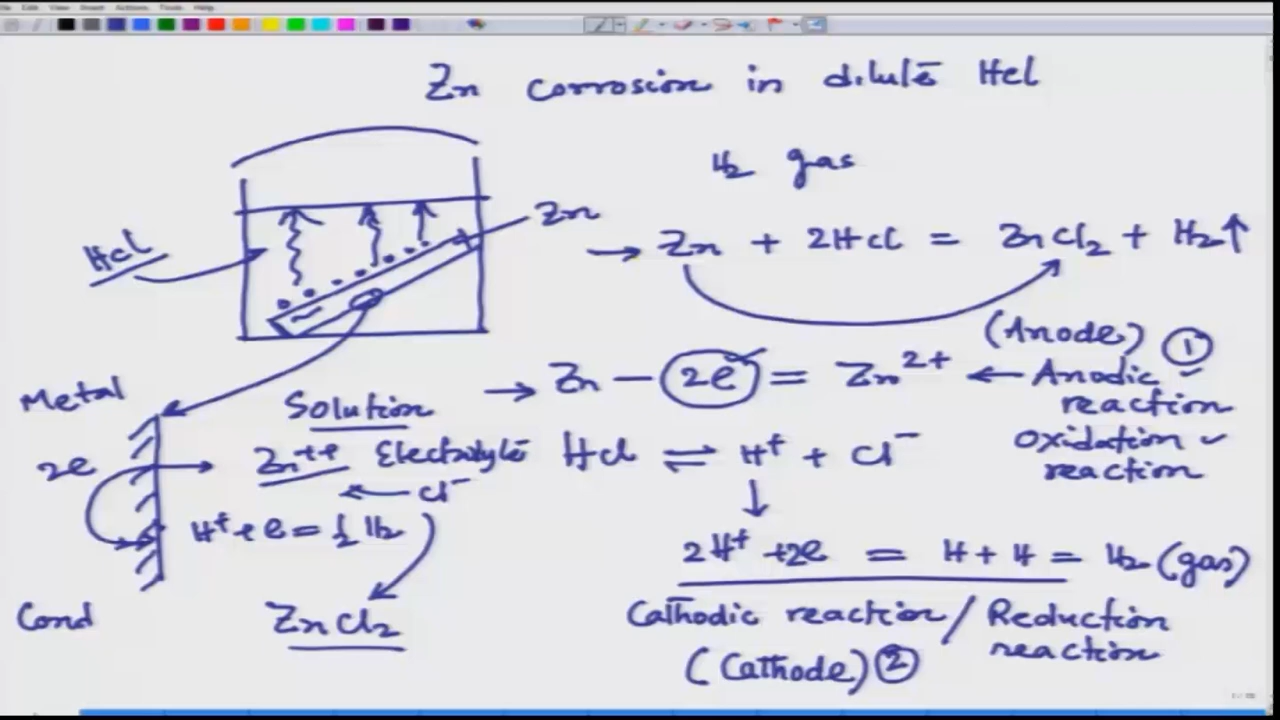 Zn corrosion in dilute Hcl
H2 gas
Zn
Hcl
→ Zn + 2Hcl = ZnCl2 + H2↑
(Anode) ①
→ Zn — 2e = Zn2+ ← Anodic
reaction
Oxidation
reaction
Metal
Solution
2e
Zn++ Electrolyte Hcl ⇌ H+ + Cl−
← Cl−
H+ + e = ½ H2
2H+ + 2e = H + H = H2 (gas)
Cond
ZnCl2
Cathodic reaction / Reduction
reaction
(Cathode) ②